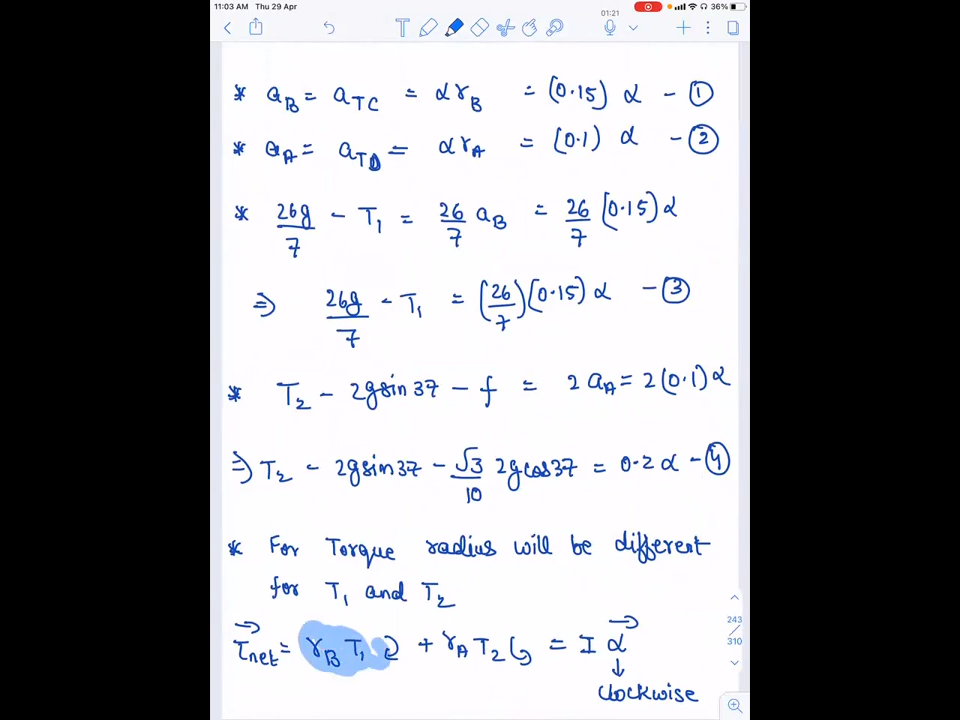 11:03 AM Thu 29 Apr 36%
01:21
* a_B = a_TC = αr_B = (0.15) α - ①
* a_A = a_TD = αr_A = (0.1) α - ②
* 26g/7 - T₁ = 26/7 a_B = 26/7 (0.15) α
⇒ 26g/7 - T₁ = (26/7)(0.15) α - ③
* T₂ - 2g sin 37 - f = 2 a_A = 2 (0.1) α
⇒ T₂ - 2g sin 37 - √3/10 2g cos 37 = 0.2 α - ④
* For Torque radius will be different
for T₁ and T₂
τ⃗_net = r_B T₁ ↻ + r_A T₂ ↺ = I α⃗
↓
Clockwise
243
/
310